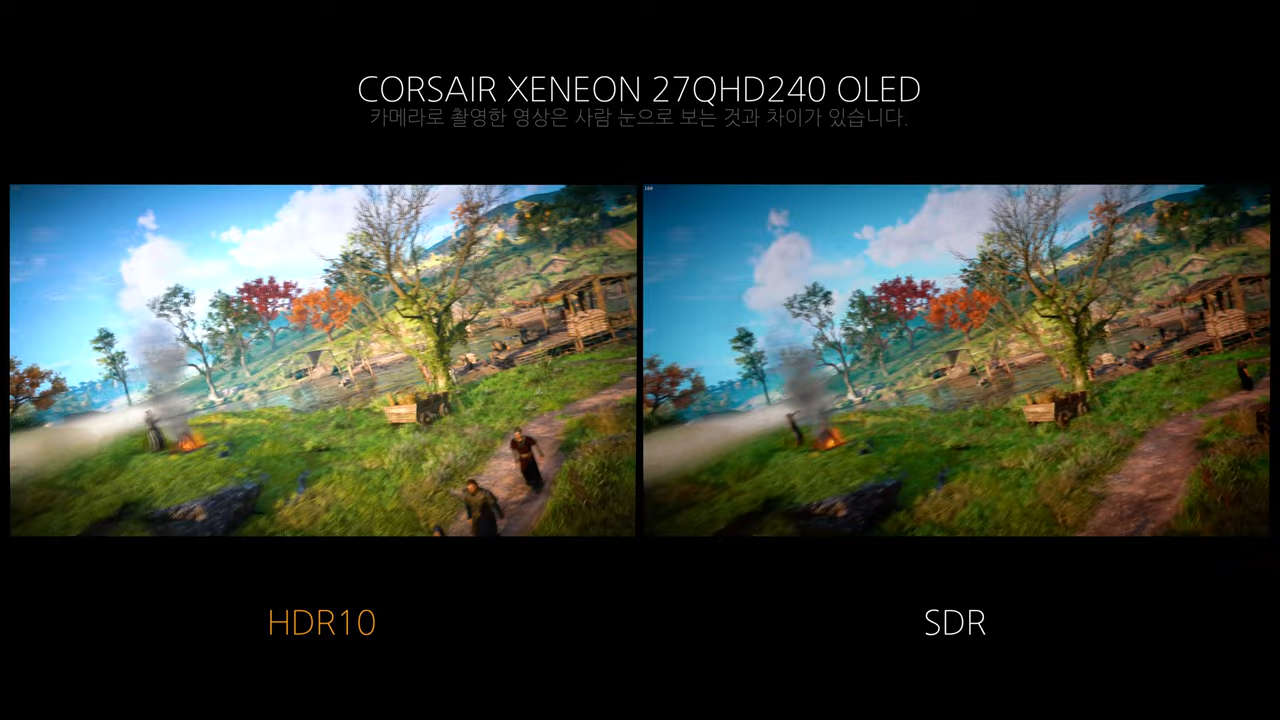 CORSAIR XENEON 27QHD240 OLED
카메라로 촬영한 영상은 사람 눈으로 보는 것과 차이가 있습니다.
HDR10
SDR